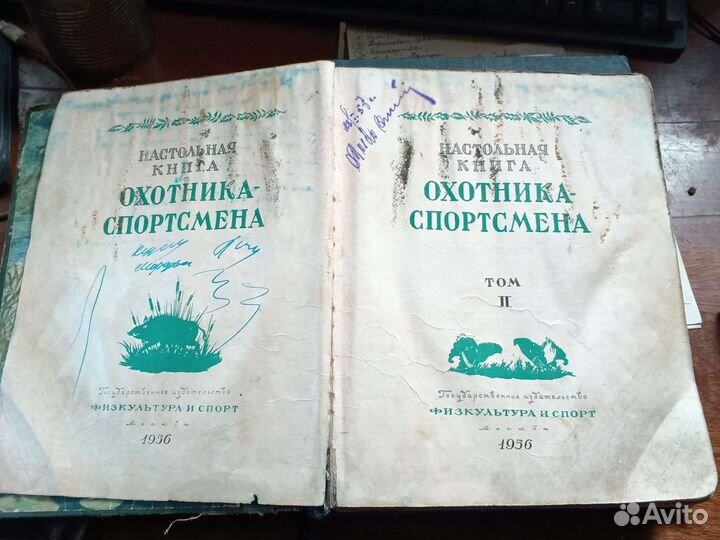 НАСТОЛЬНАЯ
КНИГА
ОХОТНИКА-
СПОРТСМЕНА
Государственное издательство
ФИЗКУЛЬТУРА И СПОРТ
Москва
1956
НАСТОЛЬНАЯ
КНИГА
ОХОТНИКА-
СПОРТСМЕНА
ТОМ
II
Государственное издательство
ФИЗКУЛЬТУРА И СПОРТ
Москва
1956
Avito